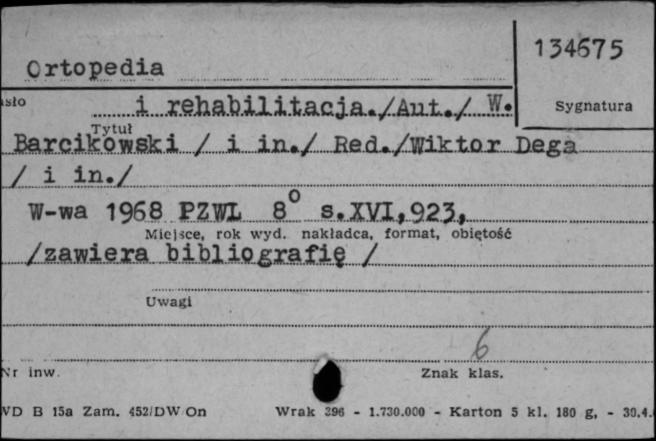 134675
Ortopedia
asło
i rehabilitacja./Aut./ W.
Sygnatura
Tytuł
Barcikowski / i in./ Red./Wiktor Dega
/ i in./
W-wa 1968 PZWL 8° s.XVI,923,
Miejsce, rok wyd. nakładca, format, obiętość
/zawiera bibliografię /
Uwagi
6
Nr inw.
Znak klas.
WD B 15a Zam. 452/DW On Wrak 396 - 1.730.000 - Karton 5 kl. 180 g, - 30.4.